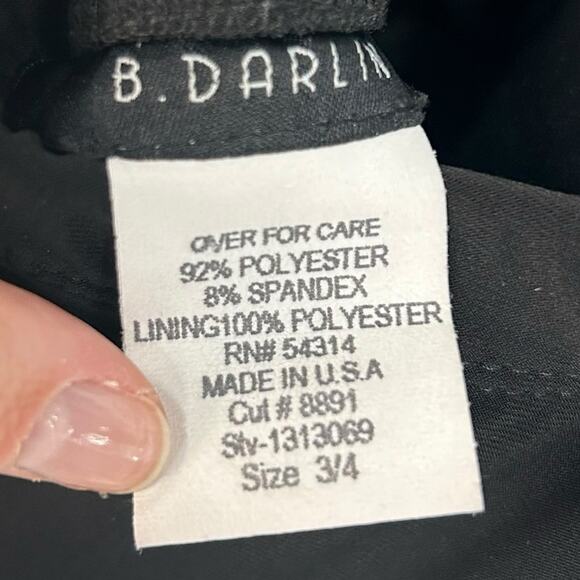 B. DARLIN
OVER FOR CARE
92% POLYESTER
8% SPANDEX
LINING100% POLYESTER
RN# 54314
MADE IN U.S.A
Cut # 8891
Sty-1313069
Size 3/4